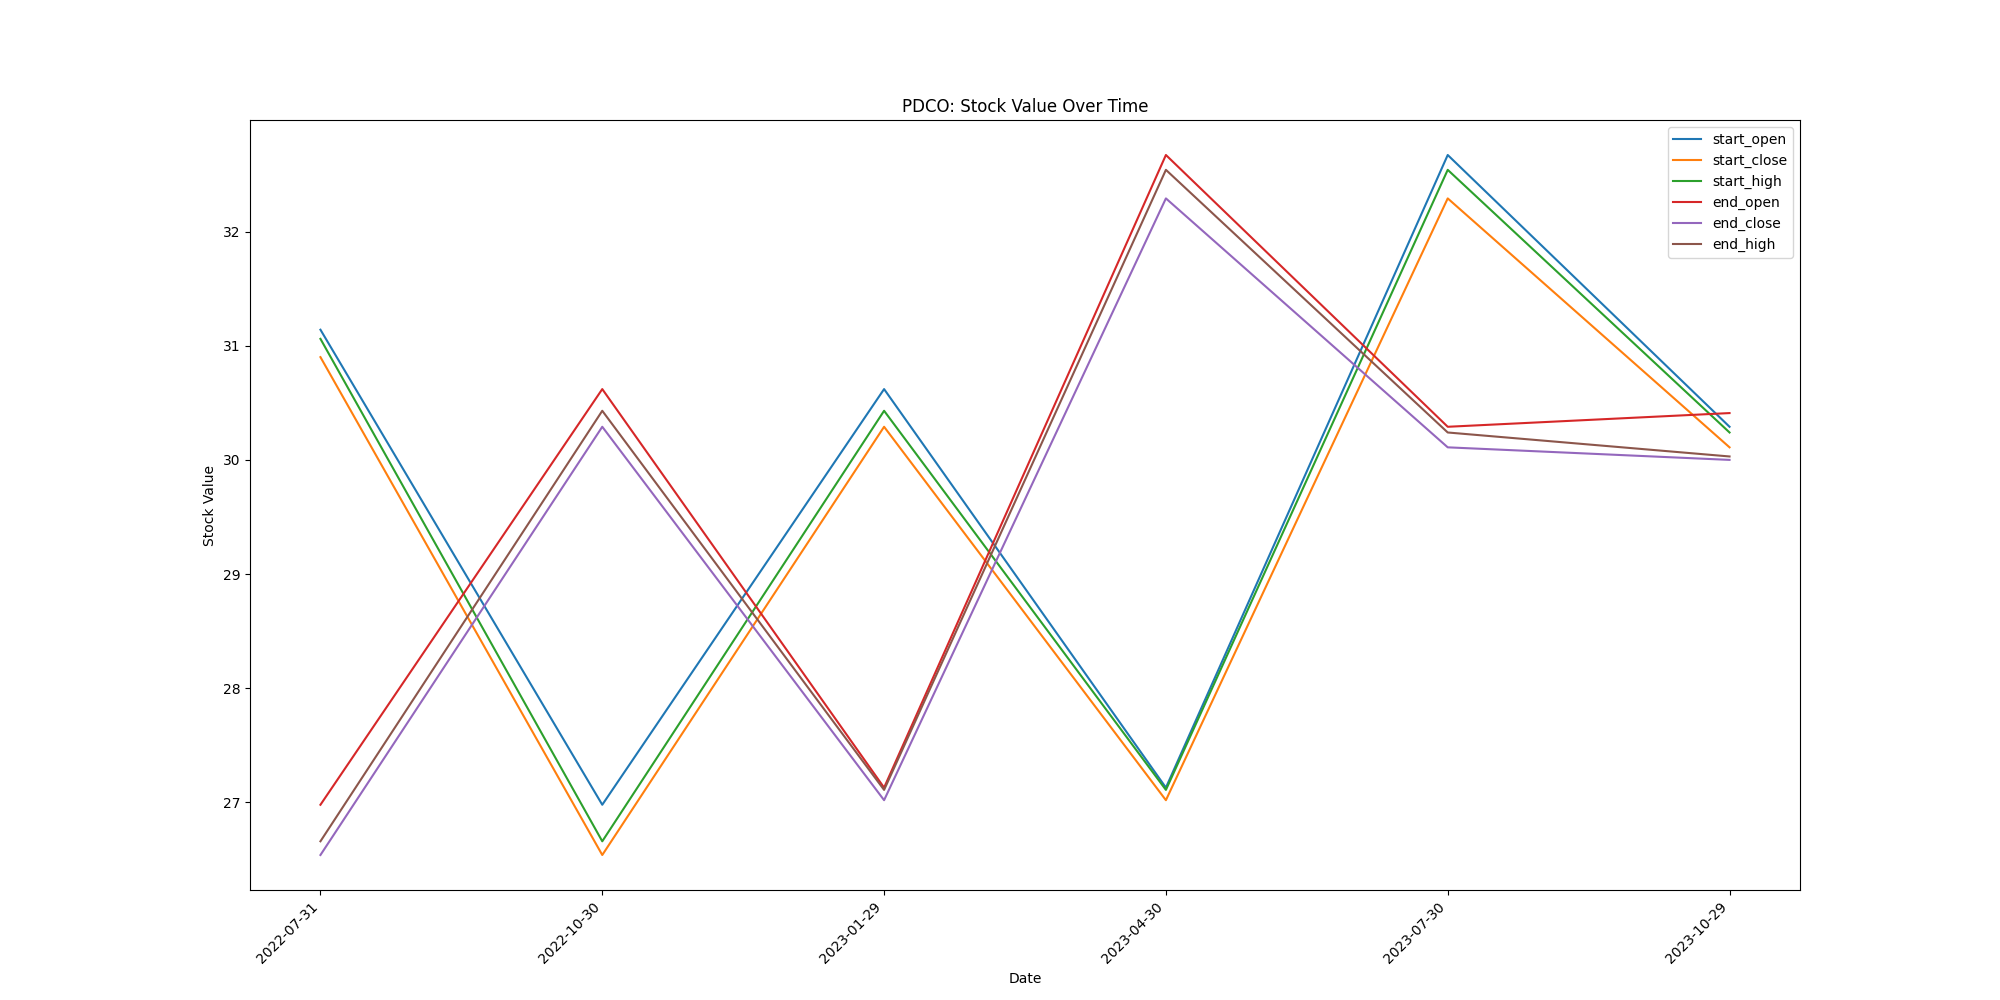 PDCO: Stock Value Over Time
start_open
start_close
start_high
end_open
end_close
end_high
Stock Value
32
31
30
29
28
27
2022-07-31
2022-10-30
2023-01-29
2023-04-30
2023-07-30
2023-10-29
Date